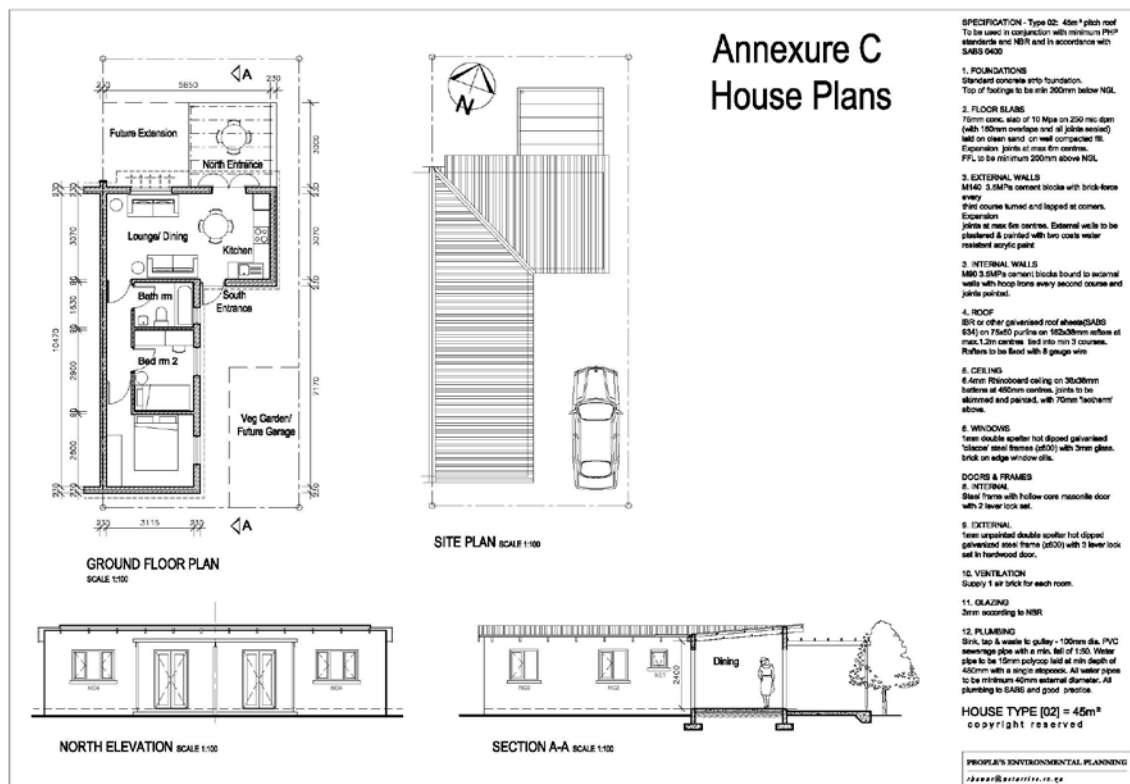 Annexure C
House Plans
A
230
5850
230
Future Extension
North Entrance
3000
230
230
230
3070
3070
Lounge/ Dining
Kitchen
90
230
South
Entrance
Bath rm
1530
90
10470
Bed rm 2
2900
7170
90
Veg Garden/
Future Garage
2600
230
230
230
230
3115
230
A
GROUND FLOOR PLAN
SCALE 1:100
N
SITE PLAN SCALE 1:100
NORTH ELEVATION SCALE 1:100
Dining
2400
SECTION A-A SCALE 1:100
SPECIFICATION - Type 02: 45m² pitch roof
To be used in conjunction with minimum PHP
standards and NBR and in accordance with
SABS 0400
1. FOUNDATIONS
Standard concrete strip foundation.
Top of footings to be min 200mm below NGL
2. FLOOR SLABS
75mm conc. slab of 10 Mpa on 250 mic dpm
(with 150mm overlaps and all joints sealed)
laid on clean sand on well compacted fill.
Expansion joints at max 6m centres.
FFL to be minimum 200mm above NGL
3. EXTERNAL WALLS
M140 3.5MPa cement blocks with brick-force
every
third course turned and lapped at corners.
Expansion
joints at max 6m centres. External walls to be
plastered & painted with two coats water
resistent acrylic paint
3. INTERNAL WALLS
M90 3.5MPa cement blocks bound to external
walls with hoop irons every second course and
joints pointed.
4. ROOF
IBR or other galvanised roof sheets(SABS
934) on 75x50 purlins on 152x38mm rafters at
max.1.2m centres tied into min 3 courses.
Rafters to be fixed with 8 gauge wire
5. CEILING
6.4mm Rhinoboard ceiling on 38x38mm
battens at 450mm centres. joints to be
skimmed and painted, with 70mm 'Isotherm'
above.
6. WINDOWS
1mm double spelter hot dipped galvanised
'cliscoe' steel frames (z600) with 3mm glass.
brick on edge window cills.
DOORS & FRAMES
8. INTERNAL
Steel frame with hollow core masonite door
with 2 lever lock set.
9. EXTERNAL
1mm unpainted double spelter hot dipped
galvanized steel frame (z600) with 3 lever lock
set in hardwood door.
10. VENTILATION
Supply 1 air brick for each room.
11. GLAZING
3mm according to NBR
12. PLUMBING
Sink, tap & waste to gulley - 100mm dia. PVC
sewerage pipe with a min. fall of 1:60. Water
pipe to be 15mm polycop laid at min depth of
450mm with a single stopcock. All water pipes
to be minimum 40mm external diameter. All
plumbing to SABS and good practice.
HOUSE TYPE [02] = 45m²
copyright reserved
PEOPLE'S ENVIRONMENTAL PLANNING